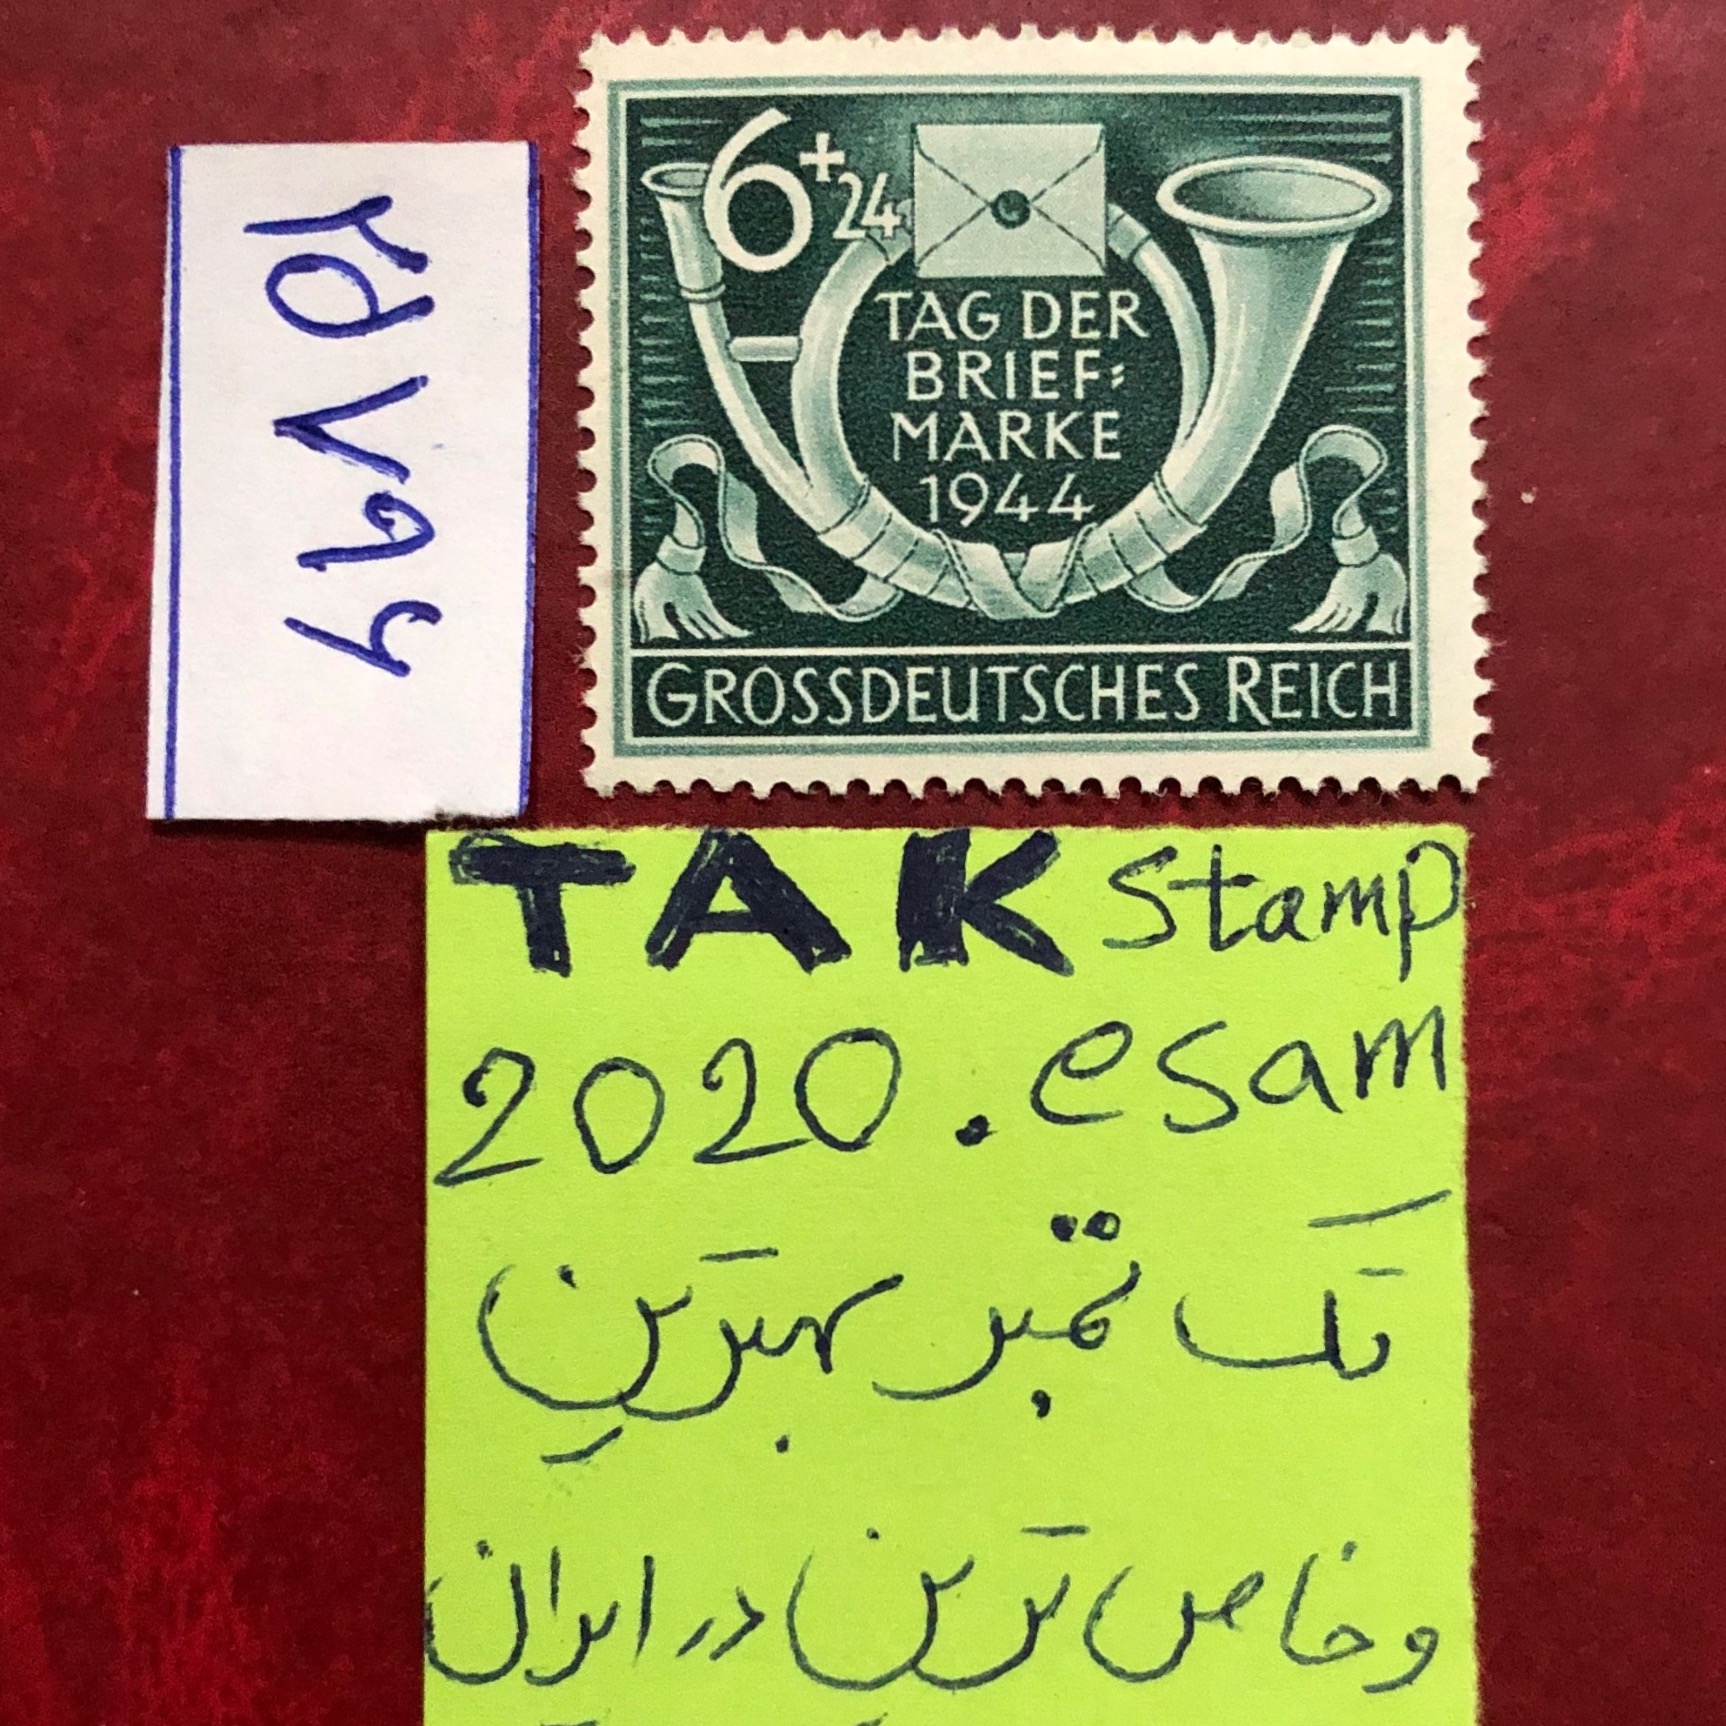 ۲۵۷۹۶
6+24
TAG DER
BRIEF=
MARKE
1944
GROSSDEUTSCHES REICH
TAK stamp
2020.esam
تک تمبر بهترین
و خاص ترین در ایران